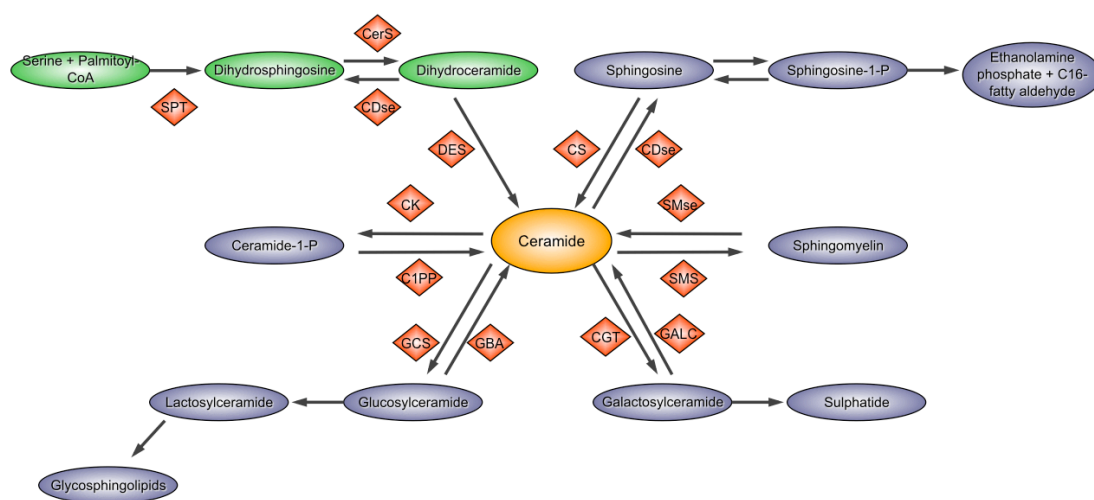 CerS
Serine + Palmitoyl-
CoA
Dihydrosphingosine
Dihydroceramide
Sphingosine
Sphingosine-1-P
Ethanolamine
phosphate + C16-
fatty aldehyde
SPT
CDse
DES
CS
CDse
CK
SMse
Ceramide-1-P
Ceramide
Sphingomyelin
C1PP
SMS
GCS
GBA
CGT
GALC
Lactosylceramide
Glucosylceramide
Galactosylceramide
Sulphatide
Glycosphingolipids